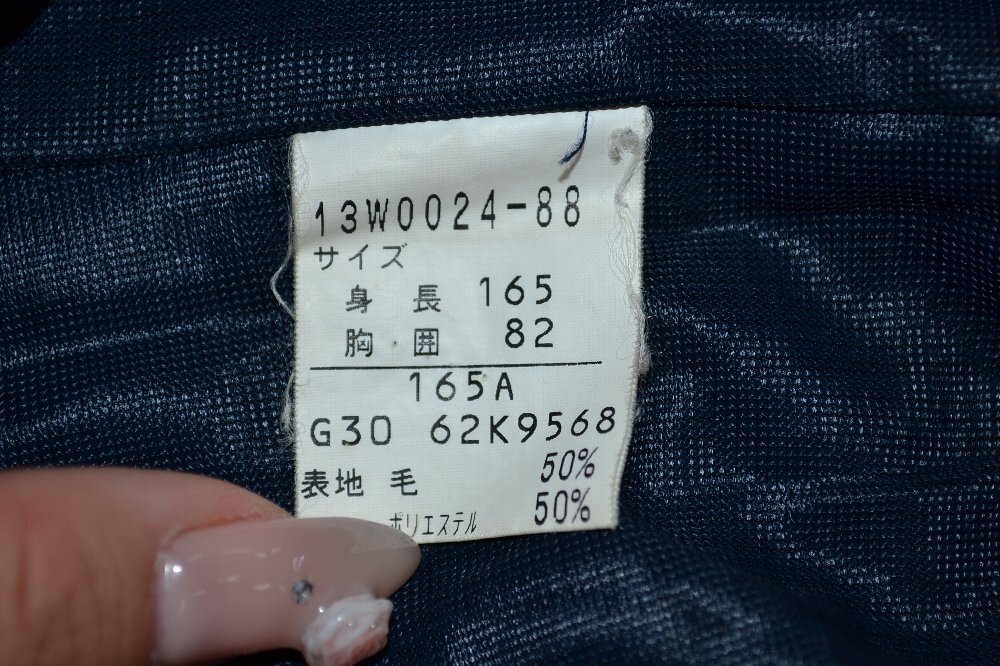 13W0024-88
サイズ
身長 165
胸囲 82
165A
G30 62K9568
表地 毛 50%
ポリエステル 50%